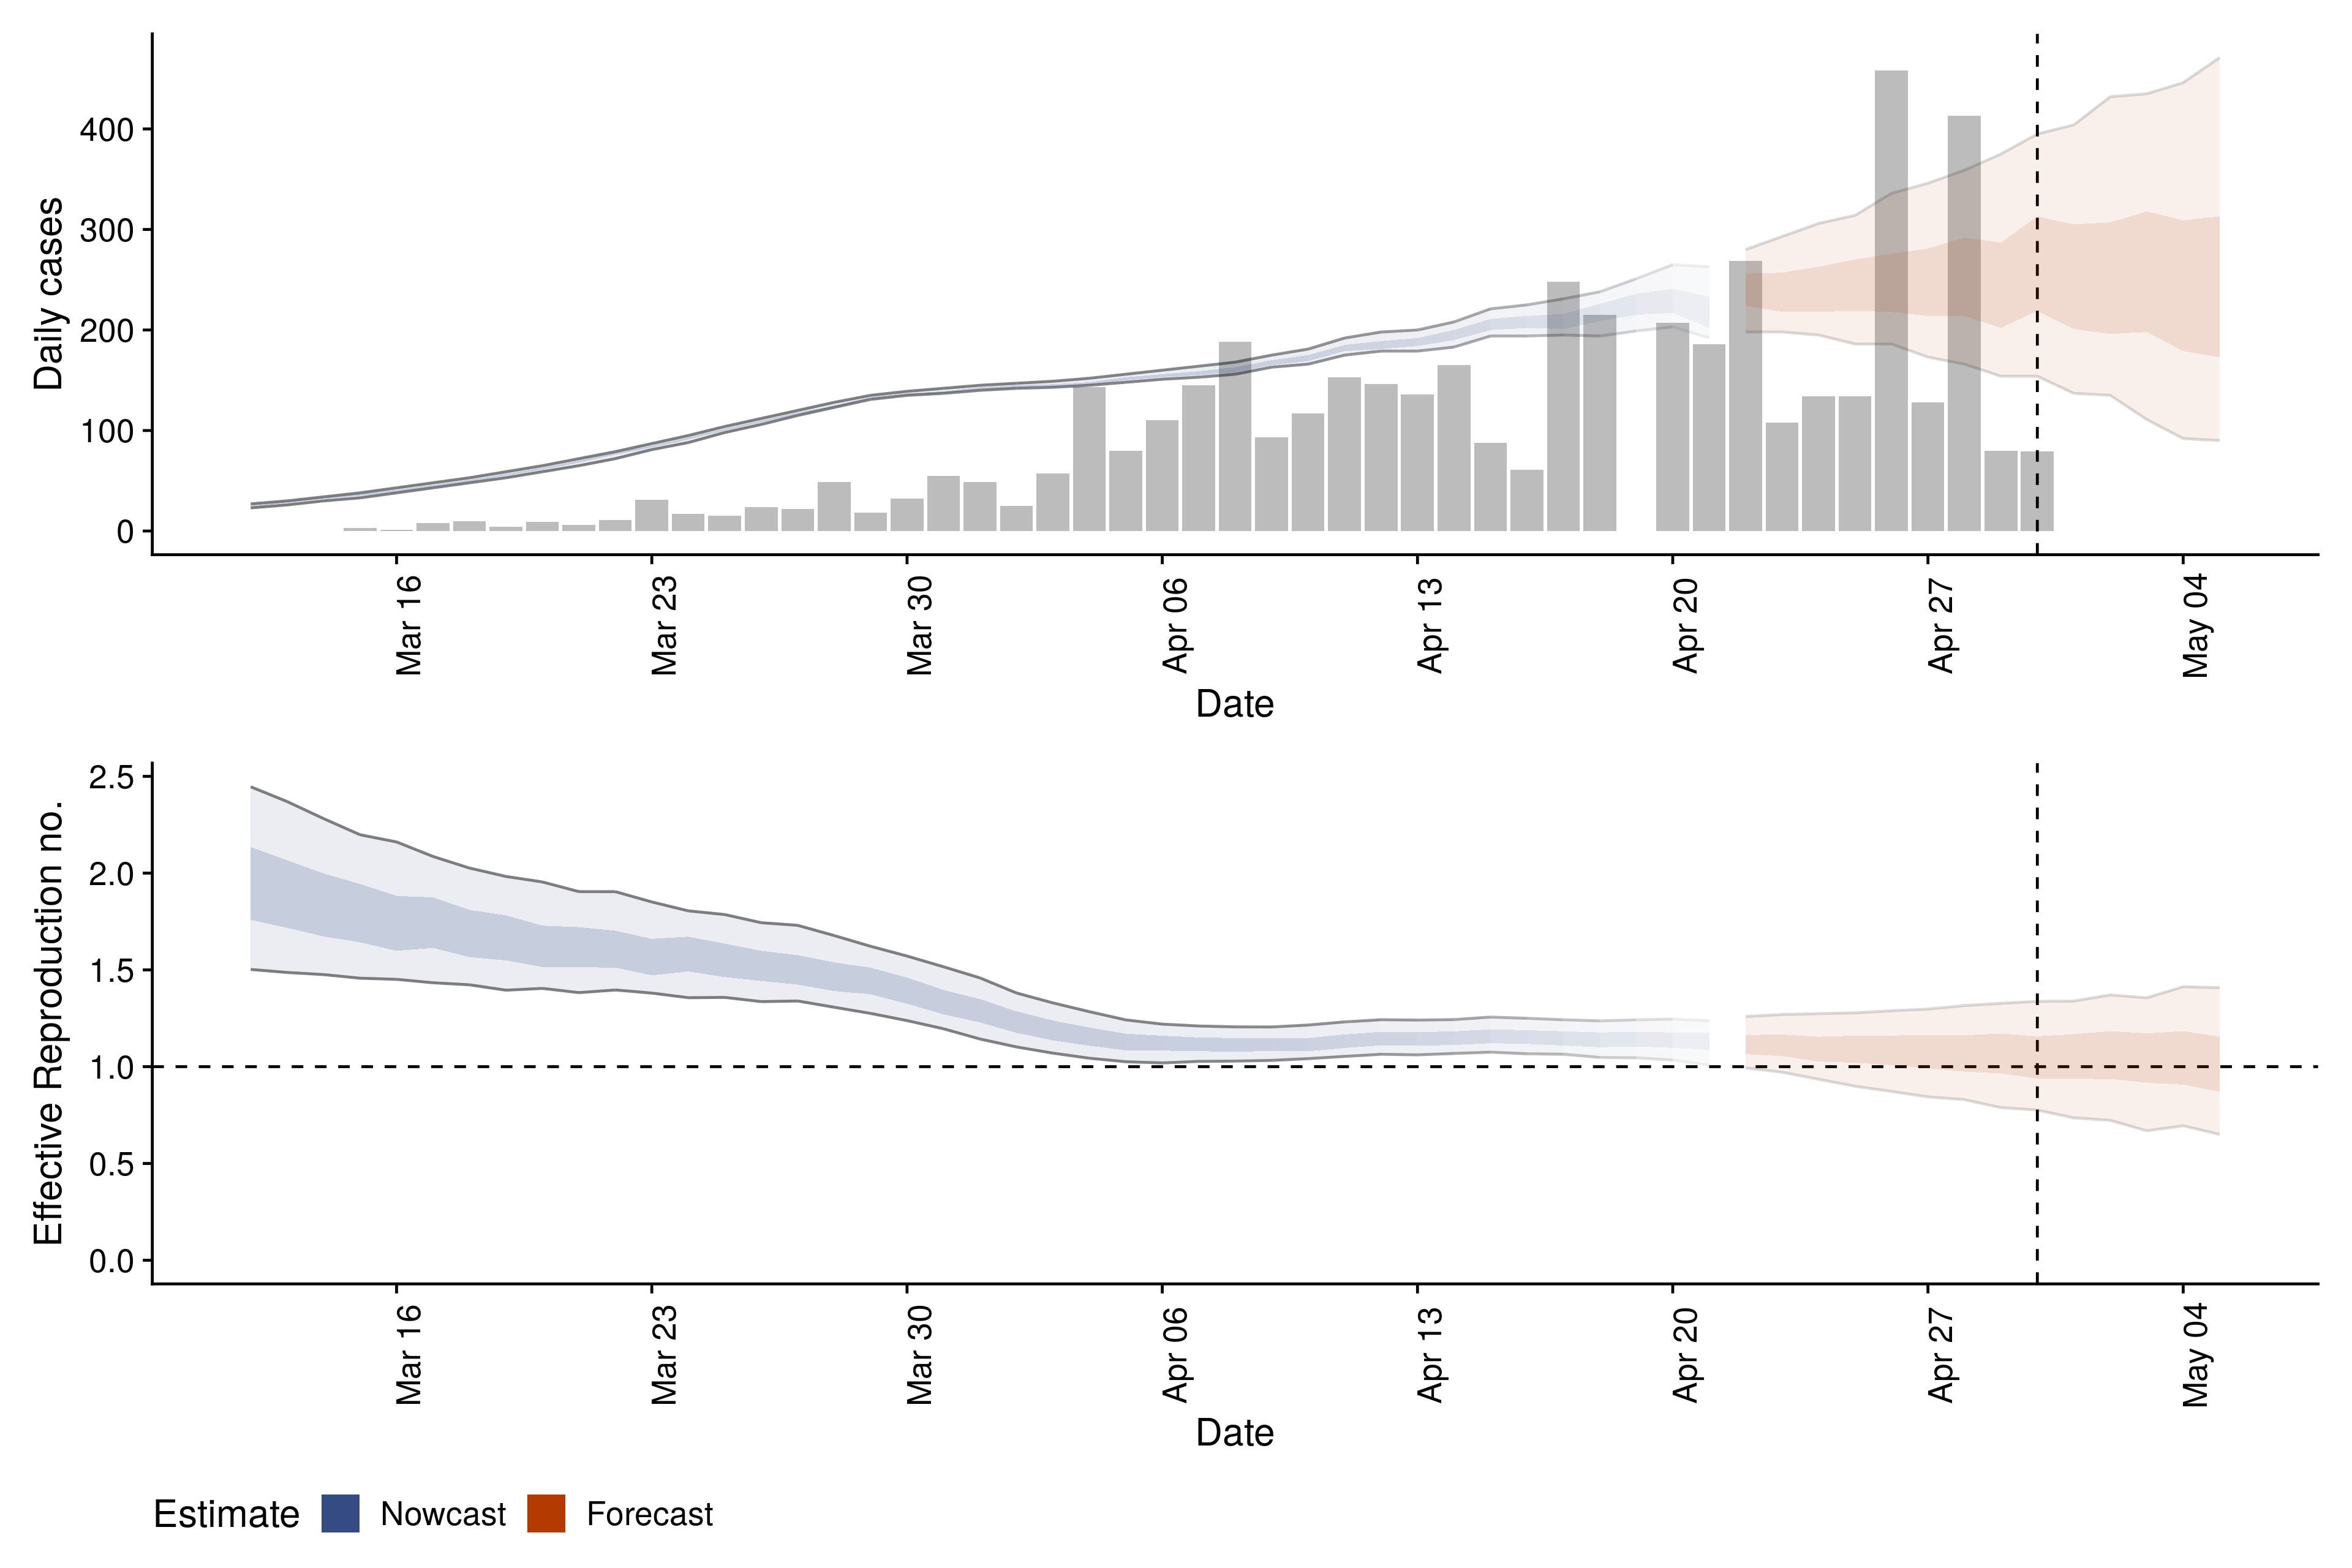 Daily cases
400
300
200
100
0
Mar 16
Mar 23
Mar 30
Apr 06
Apr 13
Apr 20
Apr 27
May 04
Date
Effective Reproduction no.
2.5
2.0
1.5
1.0
0.5
0.0
Mar 16
Mar 23
Mar 30
Apr 06
Apr 13
Apr 20
Apr 27
May 04
Date
Estimate Nowcast Forecast